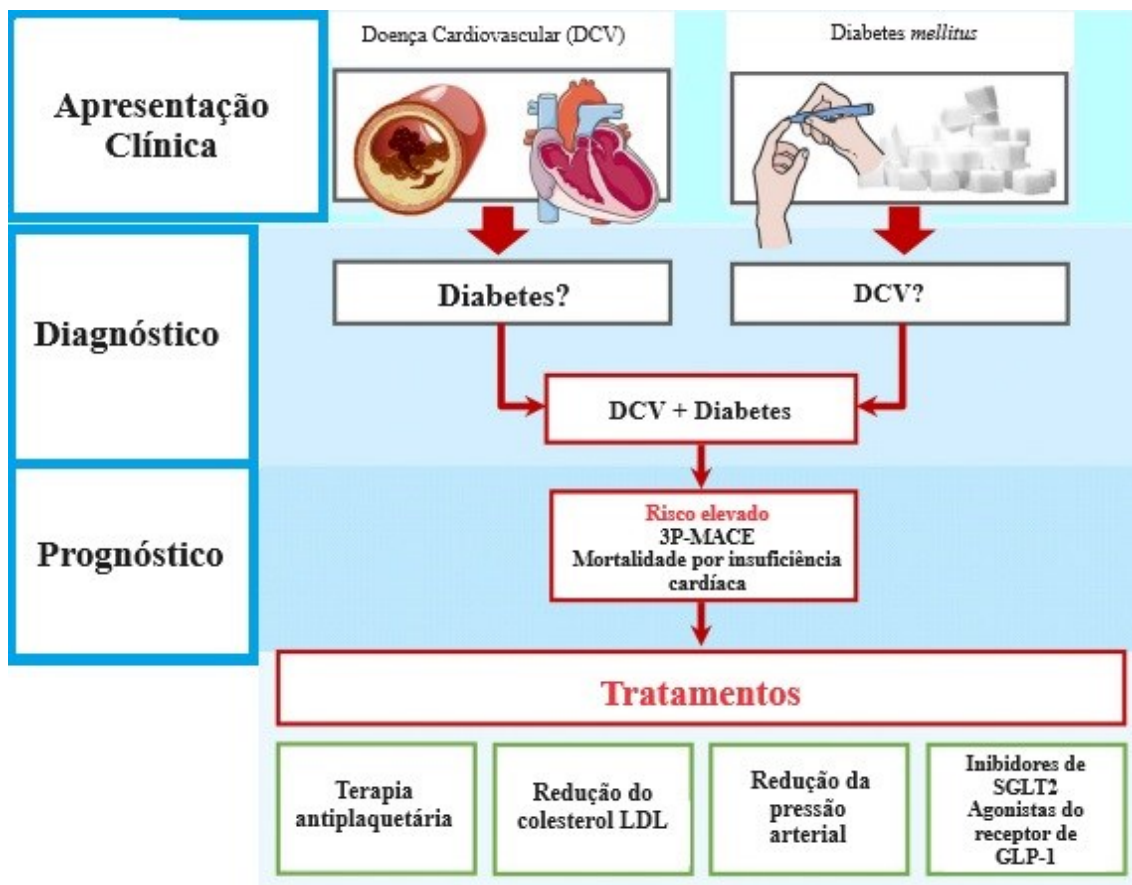 Doença Cardiovascular (DCV)
Diabetes mellitus
Apresentação
Clínica
Diagnóstico
Diabetes?
DCV?
DCV + Diabetes
Prognóstico
Risco elevado
3P-MACE
Mortalidade por insuficiência
cardíaca
Tratamentos
Terapia
antiplaquetária
Redução do
colesterol LDL
Redução da
pressão
arterial
Inibidores de
SGLT2
Agonistas do
receptor de
GLP-1